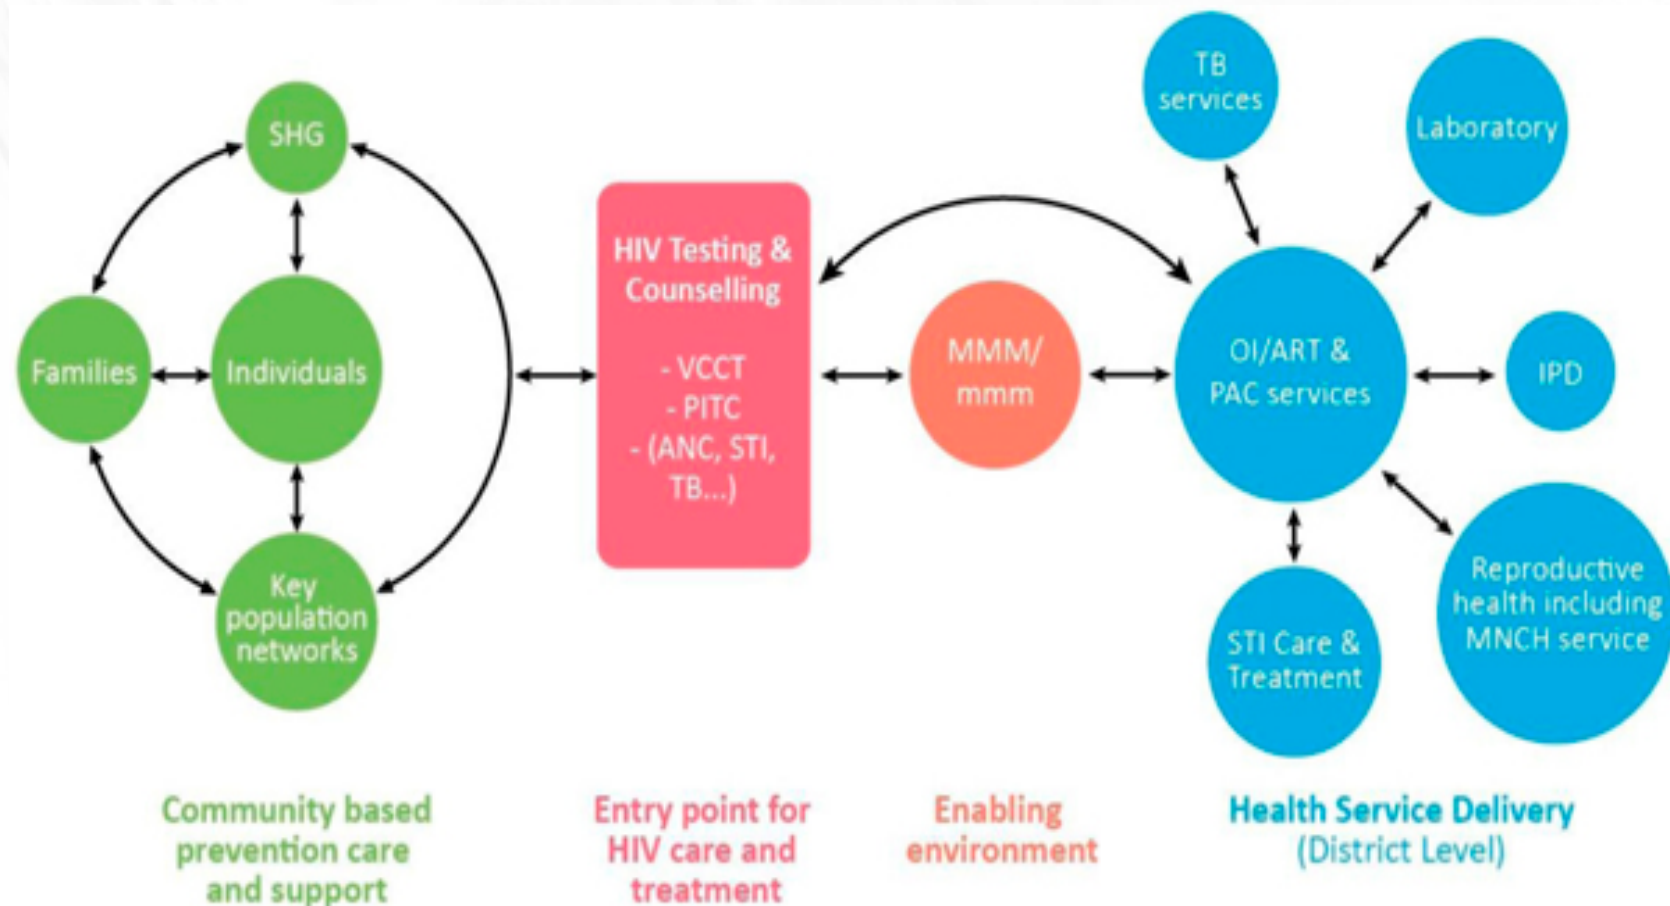 SHG
Families
Individuals
Key
population
networks
HIV Testing &
Counselling
- VCCT
- PITC
- (ANC, STI,
TB...)
MMM/
mmm
TB
services
Laboratory
OI/ART &
PAC services
IPD
Reproductive
health including
MNCH service
STI Care &
Treatment
Community based
prevention care
and support
Entry point for
HIV care and
treatment
Enabling
environment
Health Service Delivery
(District Level)